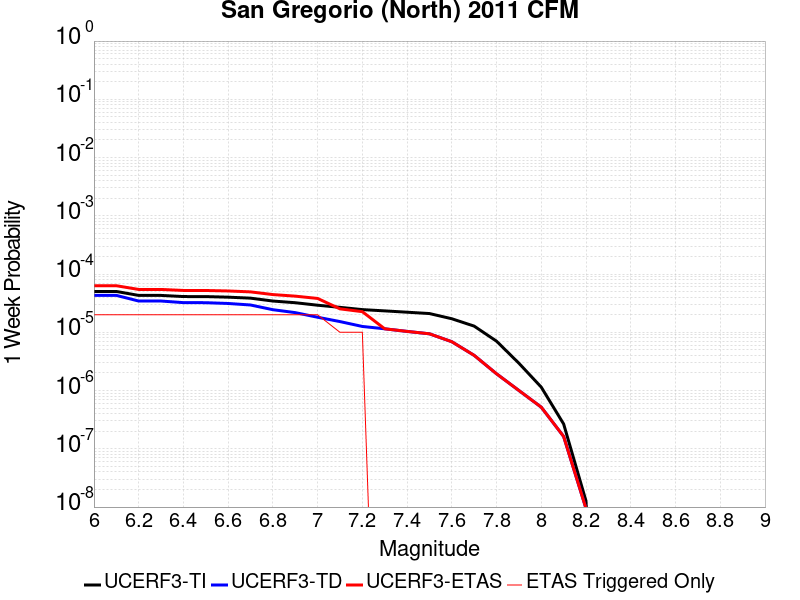 San Gregorio (North) 2011 CFM
10^0
10^-1
10^-2
10^-3
10^-4
10^-5
10^-6
10^-7
10^-8
1 Week Probability
6 6.2 6.4 6.6 6.8 7 7.2 7.4 7.6 7.8 8 8.2 8.4 8.6 8.8 9
Magnitude
UCERF3-TI UCERF3-TD UCERF3-ETAS ETAS Triggered Only